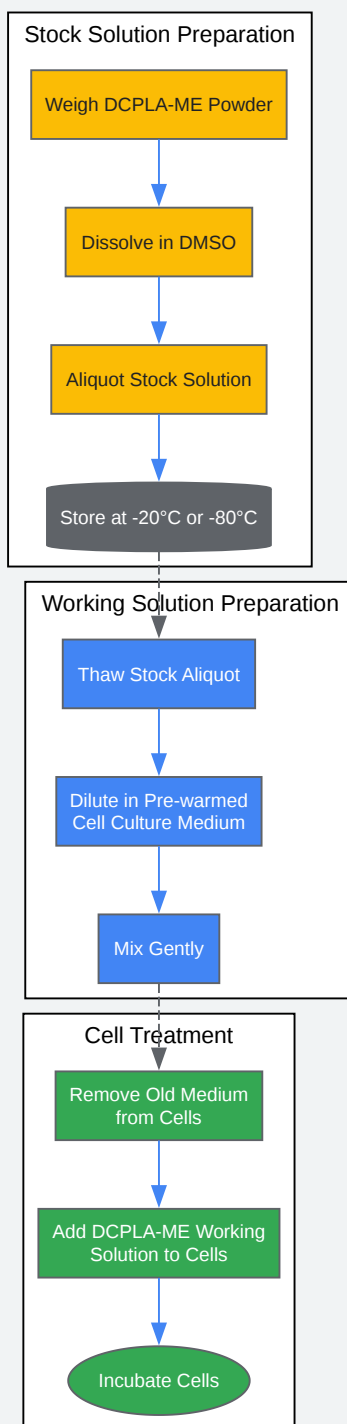 Stock Solution Preparation
Weigh DCPLA-ME Powder
Dissolve in DMSO
Aliquot Stock Solution
Store at -20°C or -80°C
Working Solution Preparation
Thaw Stock Aliquot
Dilute in Pre-warmed
Cell Culture Medium
Mix Gently
Cell Treatment
Remove Old Medium
from Cells
Add DCPLA-ME Working
Solution to Cells
Incubate Cells